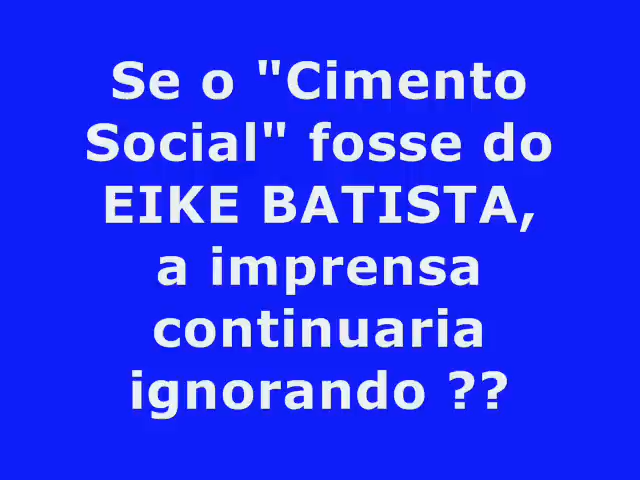 Se o "Cimento
Social" fosse do
EIKE BATISTA,
a imprensa
continuaria
ignorando ??